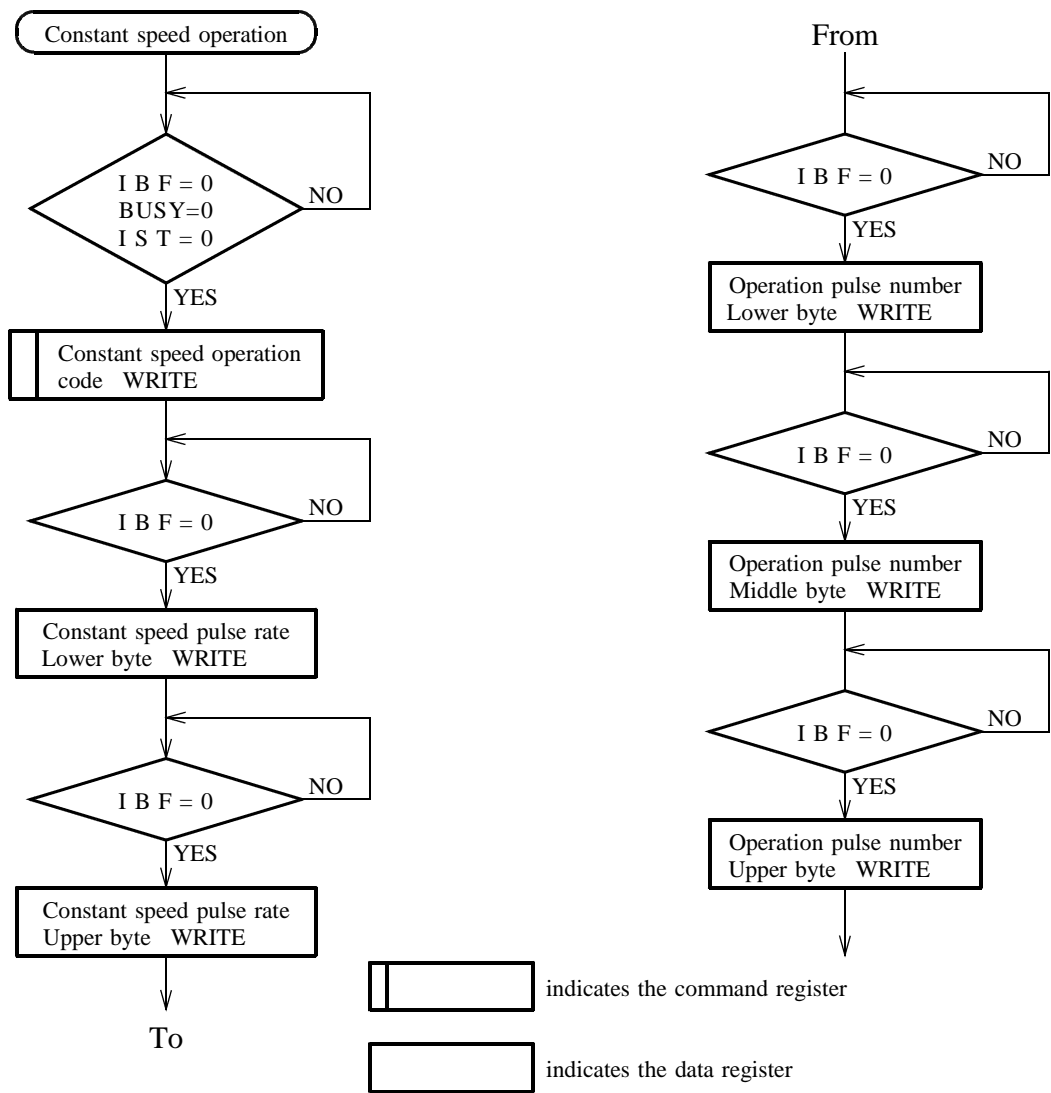 Constant speed operation
I B F = 0
BUSY=0
I S T = 0
NO
YES
Constant speed operation
code WRITE
I B F = 0
NO
YES
Constant speed pulse rate
Lower byte WRITE
I B F = 0
NO
YES
Constant speed pulse rate
Upper byte WRITE
To
From
I B F = 0
NO
YES
Operation pulse number
Lower byte WRITE
I B F = 0
NO
YES
Operation pulse number
Middle byte WRITE
I B F = 0
NO
YES
Operation pulse number
Upper byte WRITE
indicates the command register
indicates the data register